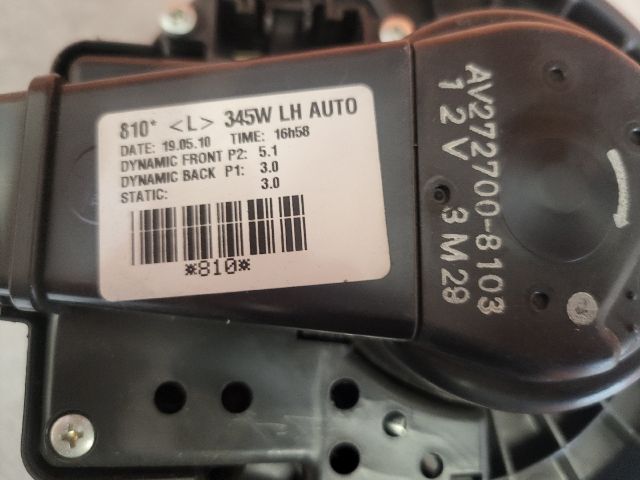 810* <L> 345W LH AUTO
DATE: 19.05.10 TIME: 16h58
DYNAMIC FRONT P2: 5.1
DYNAMIC BACK P1: 3.0
STATIC: 3.0
*810*
AV272700-8103
12V 3M29